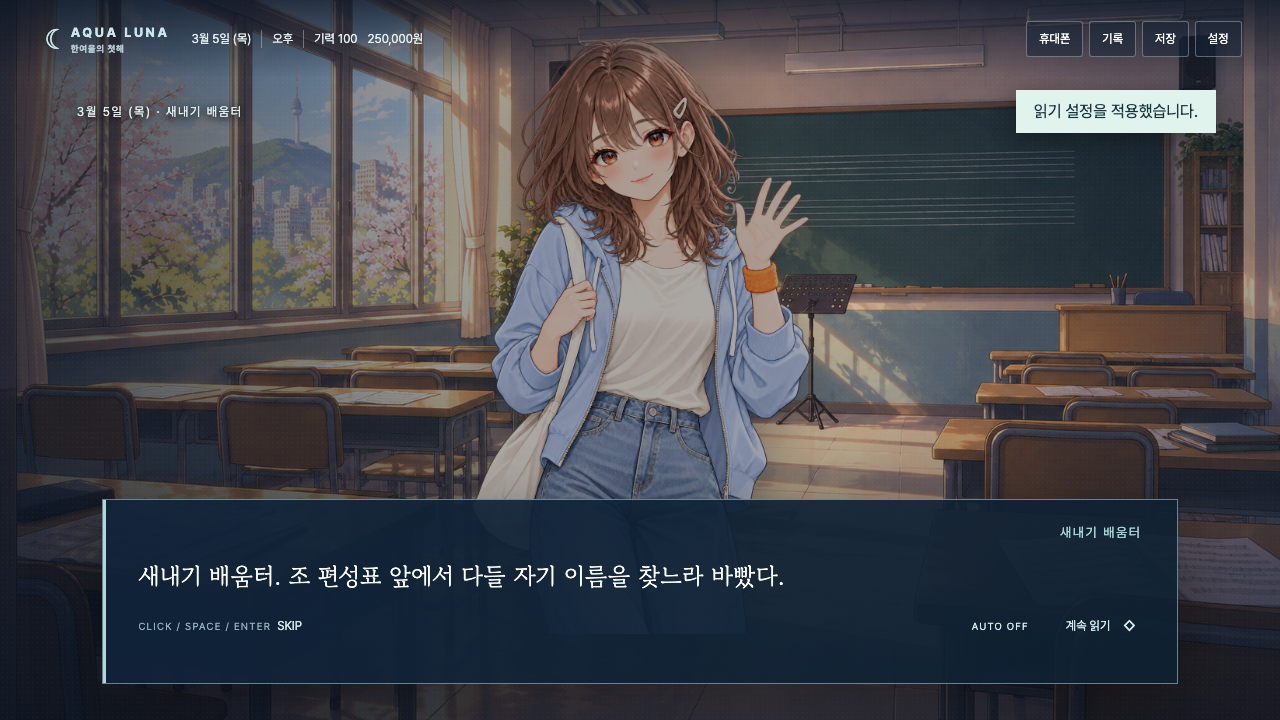 AQUA LUNA
한여울의 첫해
3월 5일 (목) 오후 기력 100 250,000원
휴대폰 기록 저장 설정
3월 5일 (목) · 새내기 배움터
읽기 설정을 적용했습니다.
새내기 배움터
새내기 배움터. 조 편성표 앞에서 다들 자기 이름을 찾느라 바빴다.
CLICK / SPACE / ENTER SKIP
AUTO OFF 계속 읽기